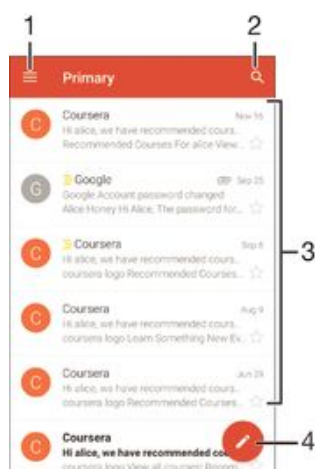 1
2
Primary
Coursera Nov 16
Hi alice, we have recommended cours..
Recommended Courses For alice View..
Google Sep 25
Google Account password changed
Alice Honey Hi Alice, The password for..
Coursera Sep 6
Hi alice, we have recommended cours..
coursera logo Recommended Courses..
3
Coursera Aug 9
Hi alice, we have recommended cours..
coursera logo Learn Something New Ex..
Coursera Jun 29
Hi alice, we have recommended cours..
coursera logo Recommended Courses..
4
Coursera
Hi alice, we have recommended co
coursera logo View all courses: Recom
C
G
C
C
C
C